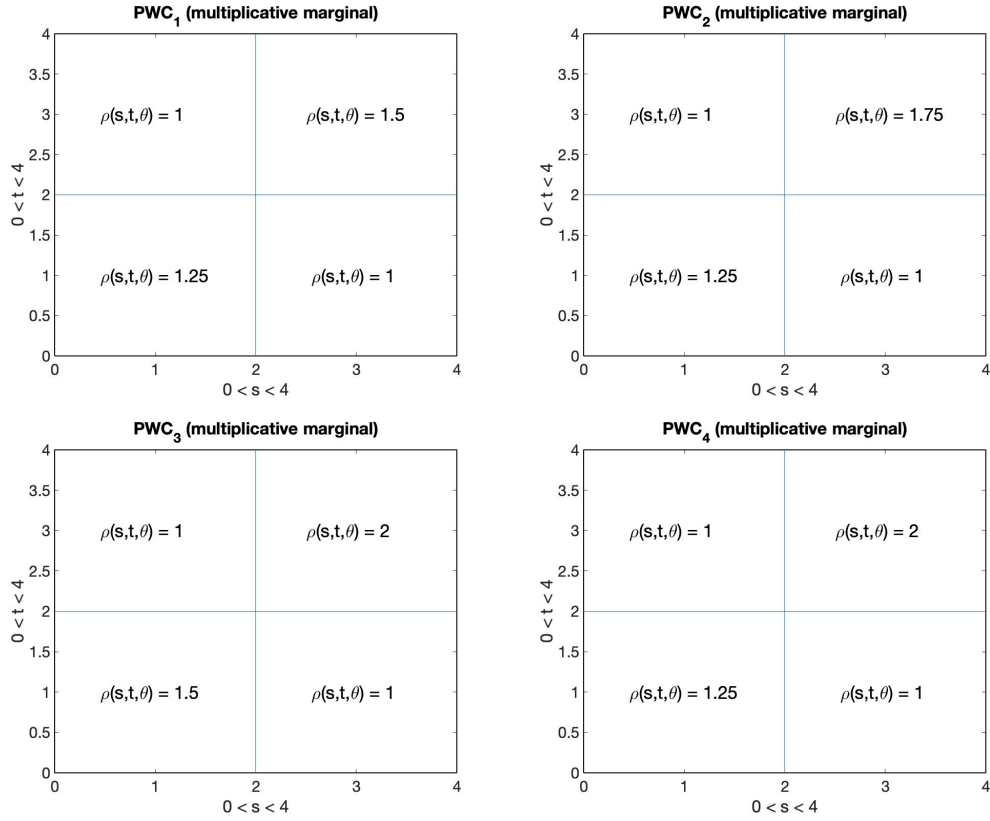 PWC1 (multiplicative marginal)
4
3.5
3
2.5
2
1.5
1
0.5
0
ρ(s,t,θ) = 1
ρ(s,t,θ) = 1.5
ρ(s,t,θ) = 1.25
ρ(s,t,θ) = 1
0 < t < 4
0 1 2 3 4
0 < s < 4
PWC2 (multiplicative marginal)
4
3.5
3
2.5
2
1.5
1
0.5
0
ρ(s,t,θ) = 1
ρ(s,t,θ) = 1.75
ρ(s,t,θ) = 1.25
ρ(s,t,θ) = 1
0 < t < 4
0 1 2 3 4
0 < s < 4
PWC3 (multiplicative marginal)
4
3.5
3
2.5
2
1.5
1
0.5
0
ρ(s,t,θ) = 1
ρ(s,t,θ) = 2
ρ(s,t,θ) = 1.5
ρ(s,t,θ) = 1
0 < t < 4
0 1 2 3 4
0 < s < 4
PWC4 (multiplicative marginal)
4
3.5
3
2.5
2
1.5
1
0.5
0
ρ(s,t,θ) = 1
ρ(s,t,θ) = 2
ρ(s,t,θ) = 1.25
ρ(s,t,θ) = 1
0 < t < 4
0 1 2 3 4
0 < s < 4